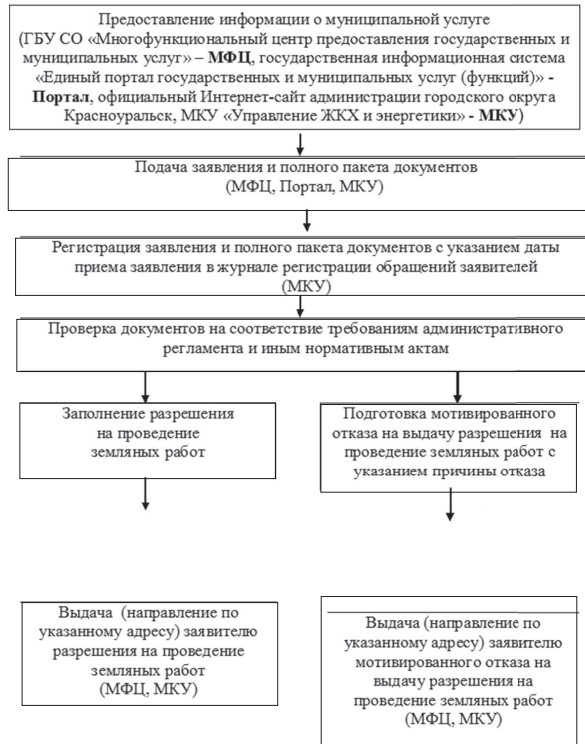 Предоставление информации о муниципальной услуге
(ГБУ СО «Многофункциональный центр предоставления государственных и
муниципальных услуг» – МФЦ, государственная информационная система
«Единый портал государственных и муниципальных услуг (функций)» -
Портал, официальный Интернет-сайт администрации городского округа
Красноуральск, МКУ «Управление ЖКХ и энергетики» - МКУ)
Подача заявления и полного пакета документов
(МФЦ, Портал, МКУ)
Регистрация заявления и полного пакета документов с указанием даты
приема заявления в журнале регистрации обращений заявителей
(МКУ)
Проверка документов на соответствие требованиям административного
регламента и иным нормативным актам
Заполнение разрешения
на проведение
земляных работ
Подготовка мотивированного
отказа на выдачу разрешения на
проведение земляных работ с
указанием причины отказа
Выдача (направление по
указанному адресу) заявителю
разрешения на проведение
земляных работ
(МФЦ, МКУ)
Выдача (направление по
указанному адресу) заявителю
мотивированного отказа на
выдачу разрешения на
проведение земляных работ
(МФЦ, МКУ)